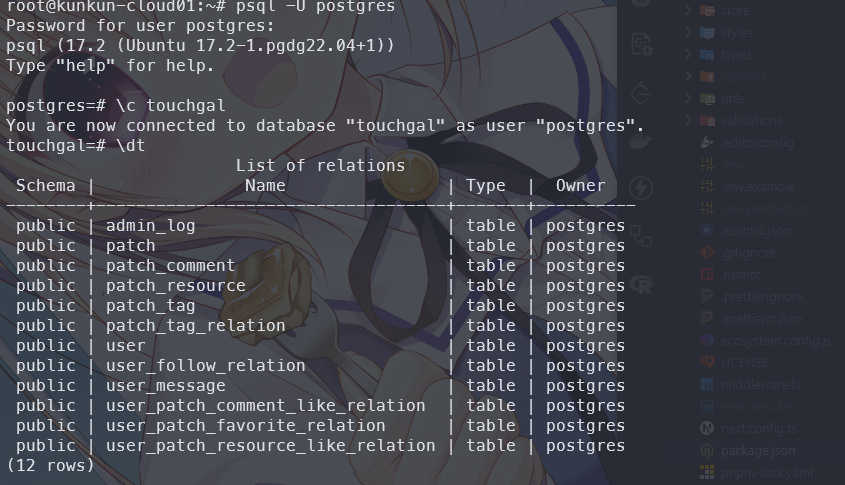 root@kunkun-cloud01:~# psql -U postgres
Password for user postgres:
psql (17.2 (Ubuntu 17.2-1.pgdg22.04+1))
Type "help" for help.
postgres=# \c touchgal
You are now connected to database "touchgal" as user "postgres".
touchgal=# \dt
List of relations
Schema | Name | Type | Owner
--------+-----------------------------------+-------+----------
public | admin_log | table | postgres
public | patch | table | postgres
public | patch_comment | table | postgres
public | patch_resource | table | postgres
public | patch_tag | table | postgres
public | patch_tag_relation | table | postgres
public | user | table | postgres
public | user_follow_relation | table | postgres
public | user_message | table | postgres
public | user_patch_comment_like_relation | table | postgres
public | user_patch_favorite_relation | table | postgres
public | user_patch_resource_like_relation | table | postgres
(12 rows)
store
styles
types
uploads
utils
validations
.editorconfig
.env
.env.example
.env.production
.eslintrc.json
.gitignore
.npmrc
.prettierignore
.prettierrc.json
ecosystem.config.js
LICENSE
middleware.ts
next-env.d.ts
next.config.ts
package.json
pnpm-lock.yaml